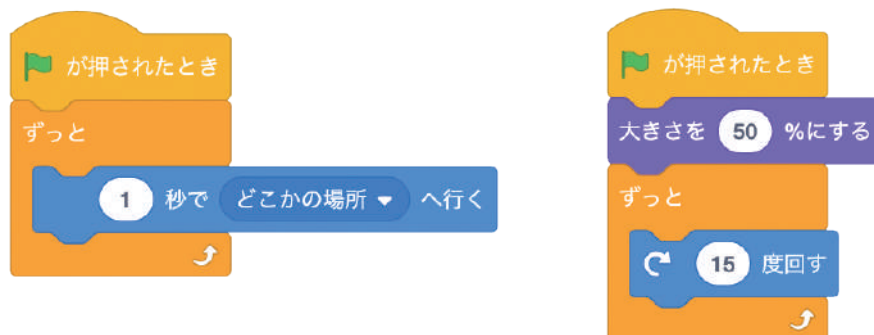 が押されたとき
ずっと
1 秒で どこかの場所 へ行く
が押されたとき
大きさを 50 %にする
ずっと
15 度回す